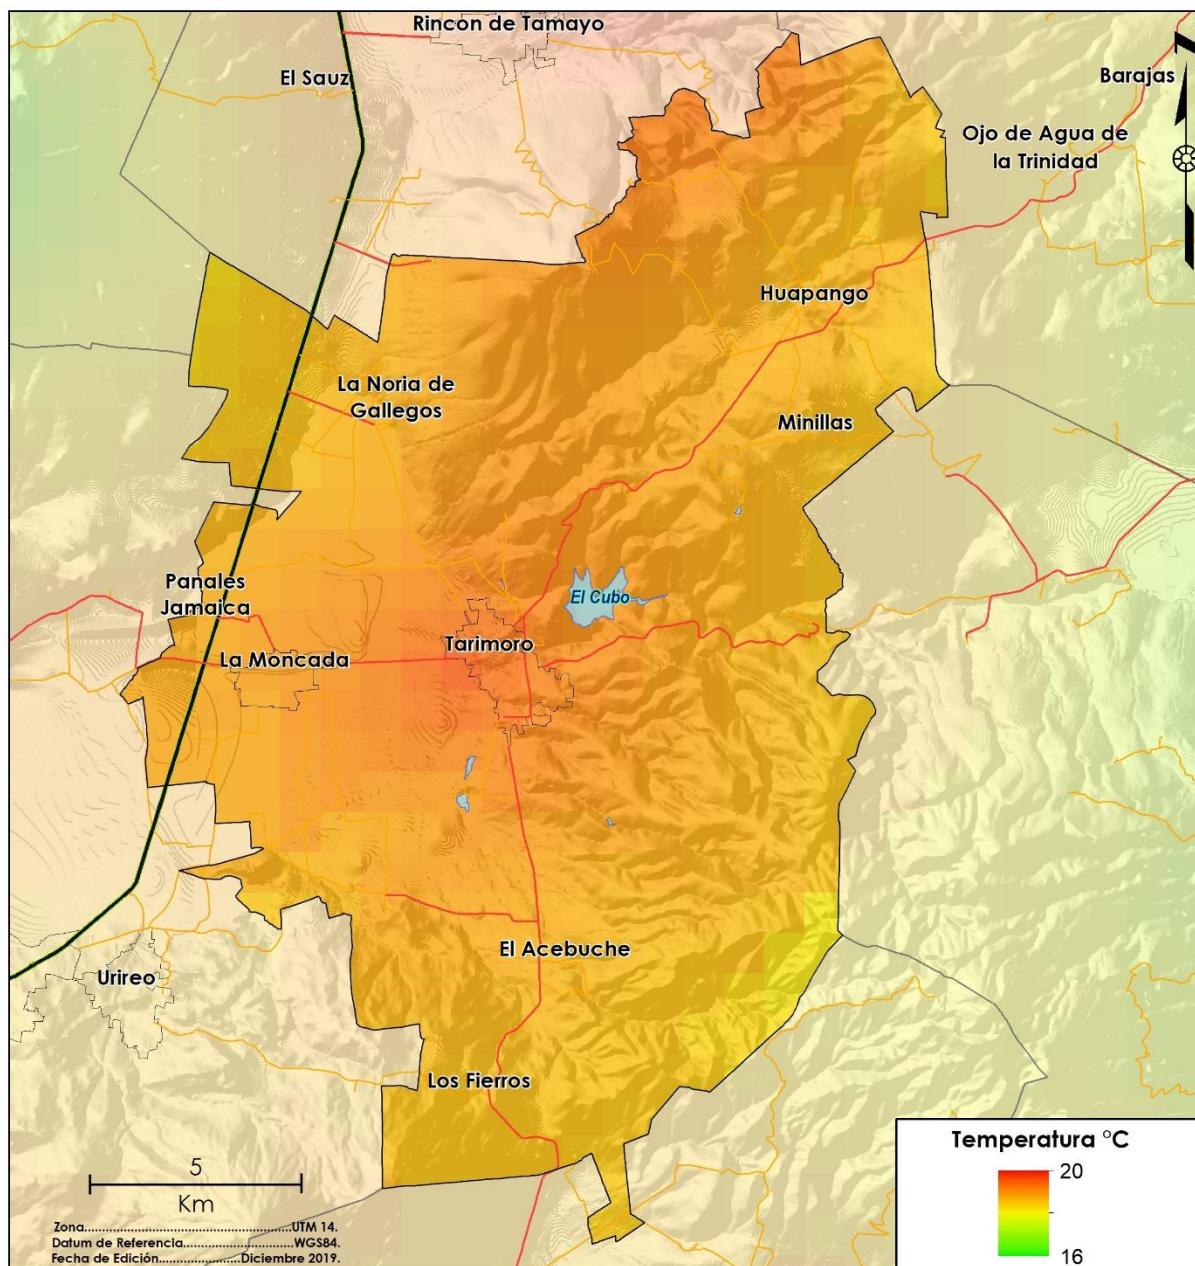 Rincon de Tamayo
El Sauz
Barajas
Ojo de Agua de
la Trinidad
Huapango
La Noria de
Gallegos
Minillas
Panales
Jamaica
El Cubo
Tarimoro
La Moncada
El Acebuche
Urireo
Los Fierros
5
Km
Temperatura °C
20
16
Zona.....................................................UTM 14.
Datum de Referencia............................WGS84.
Fecha de Edición....................Diciembre 2019.